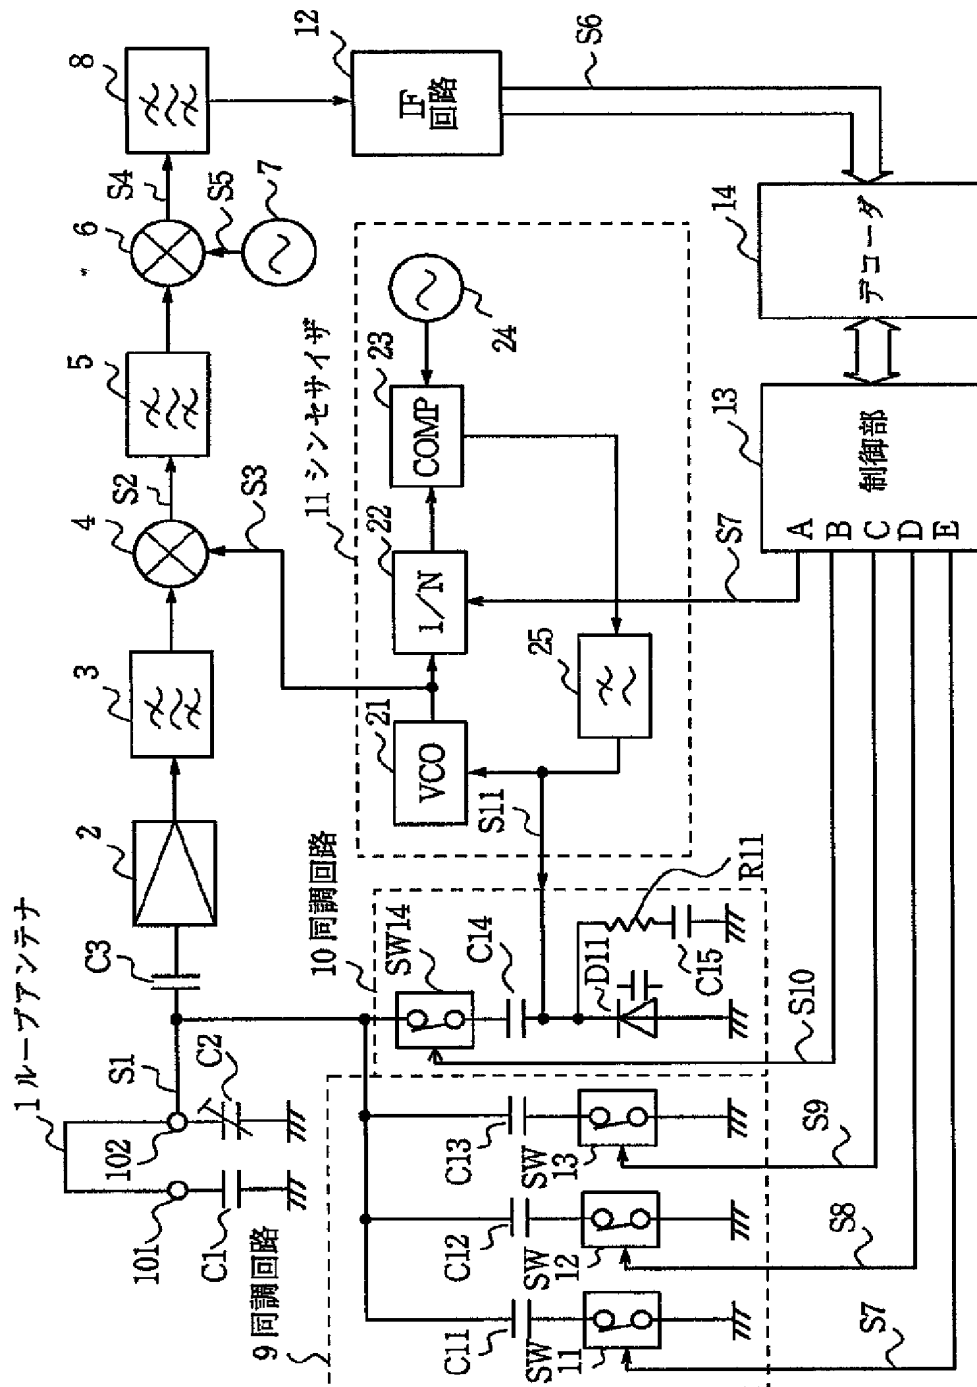 1 ループアンテナ
101
102
S1
C1
C2
C3
2
3
4
S2
S3
5
6
S4
S5
7
8
12
IF
回路
S6
11 シンセサイザ
21
VCO
22
1/N
23
COMP
24
25
S11
S7
10 同調回路
SW14
C14
D11
R11
C15
S10
9 同調回路
C11
SW
11
C12
SW
12
C13
SW
13
S9
S8
S7
13
制御部
A
B
C
D
E
14
デコーダ